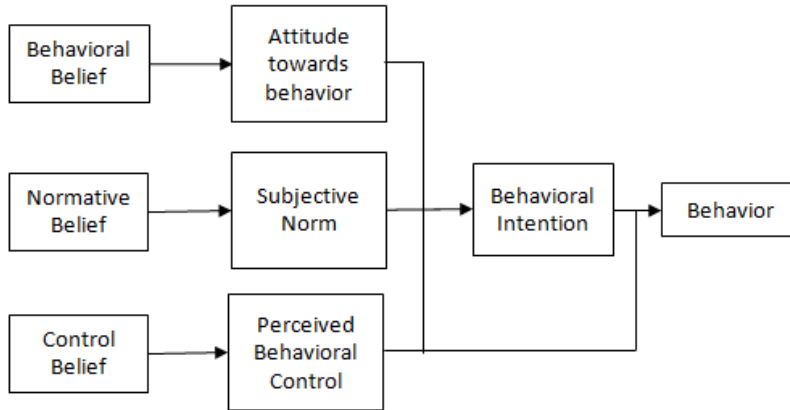 Behavioral
Belief
Attitude
towards
behavior
Normative
Belief
Subjective
Norm
Behavioral
Intention
Behavior
Control
Belief
Perceived
Behavioral
Control